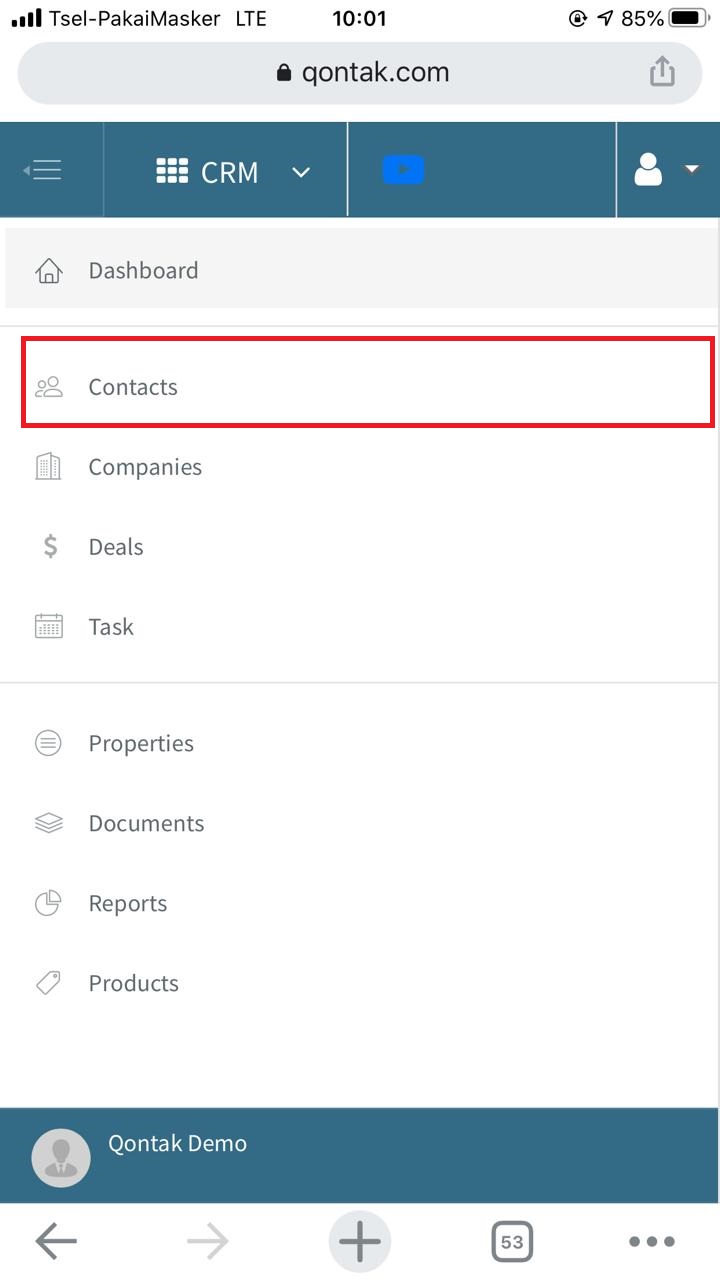 Tsel-PakaiMasker LTE 10:01 85%
qontak.com
CRM
Dashboard
Contacts
Companies
$ Deals
Task
Properties
Documents
Reports
Products
Qontak Demo
53